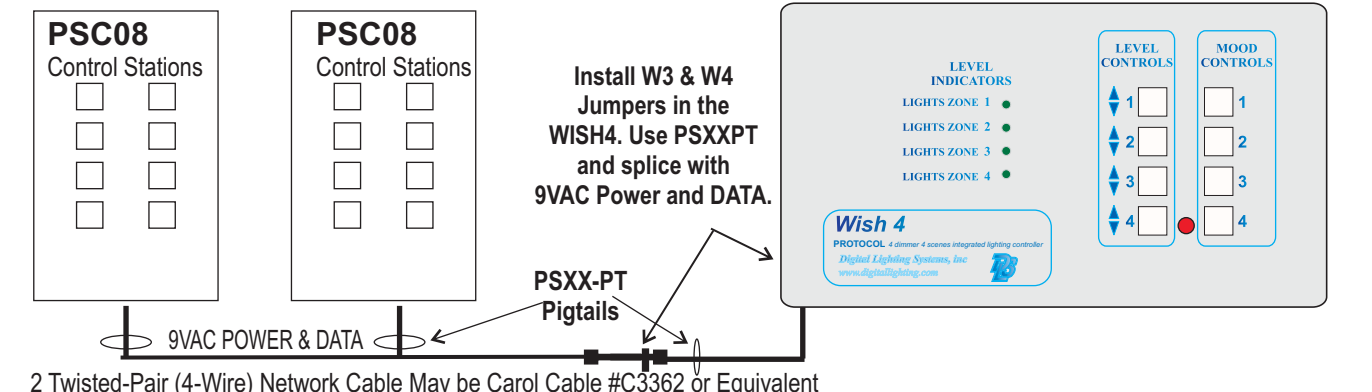 PSC08
Control Stations
PSC08
Control Stations
Install W3 & W4
Jumpers in the
WISH4. Use PSXXPT
and splice with
9VAC Power and DATA.
PSXX-PT
Pigtails
9VAC POWER & DATA
2 Twisted-Pair (4-Wire) Network Cable May be Carol Cable #C3362 or Equivalent
LEVEL
INDICATORS
LIGHTS ZONE 1
LIGHTS ZONE 2
LIGHTS ZONE 3
LIGHTS ZONE 4
LEVEL
CONTROLS
1
2
3
4
MOOD
CONTROLS
1
2
3
4
Wish 4
PROTOCOL 4 dimmer 4 scenes integrated lighting controller
Digital Lighting Systems, inc
www.digitallighting.com